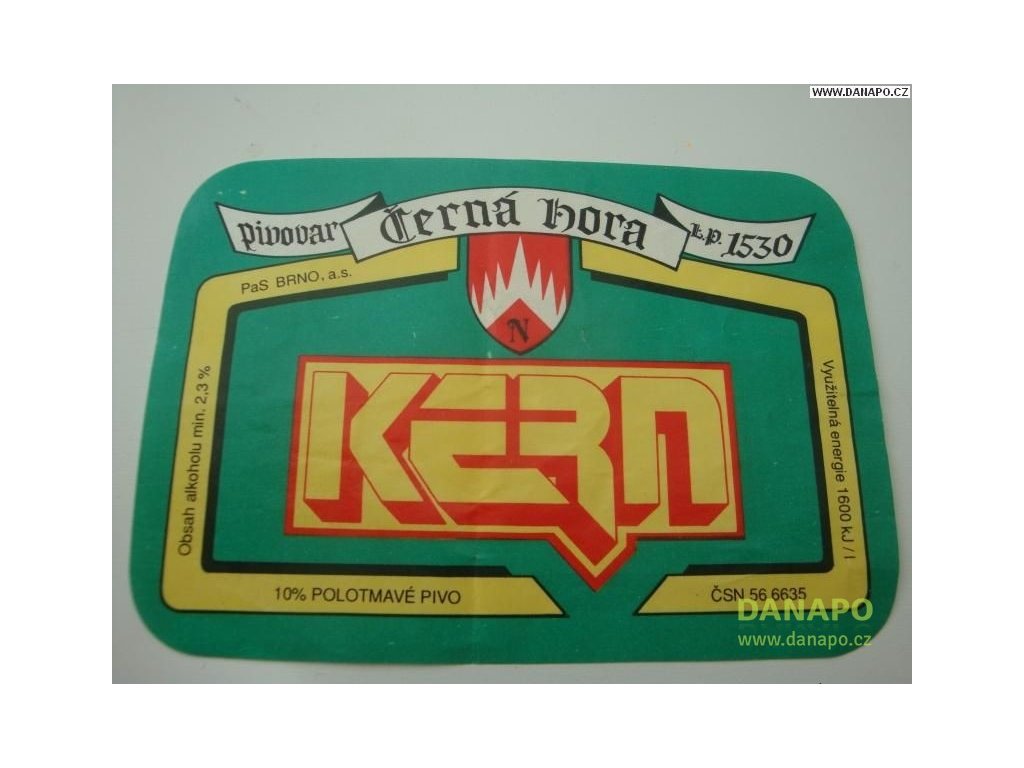 WWW.DANAPO.CZ
Pivovar Černá hora L.P. 1530
PaS BRNO, a.s.
N
KERN
Obsah alkoholu min. 2,3 %
Využitelná energie 1600 kJ / l
10% POLOTMAVÉ PIVO
ČSN 56 6635
DANAPO
www.danapo.cz